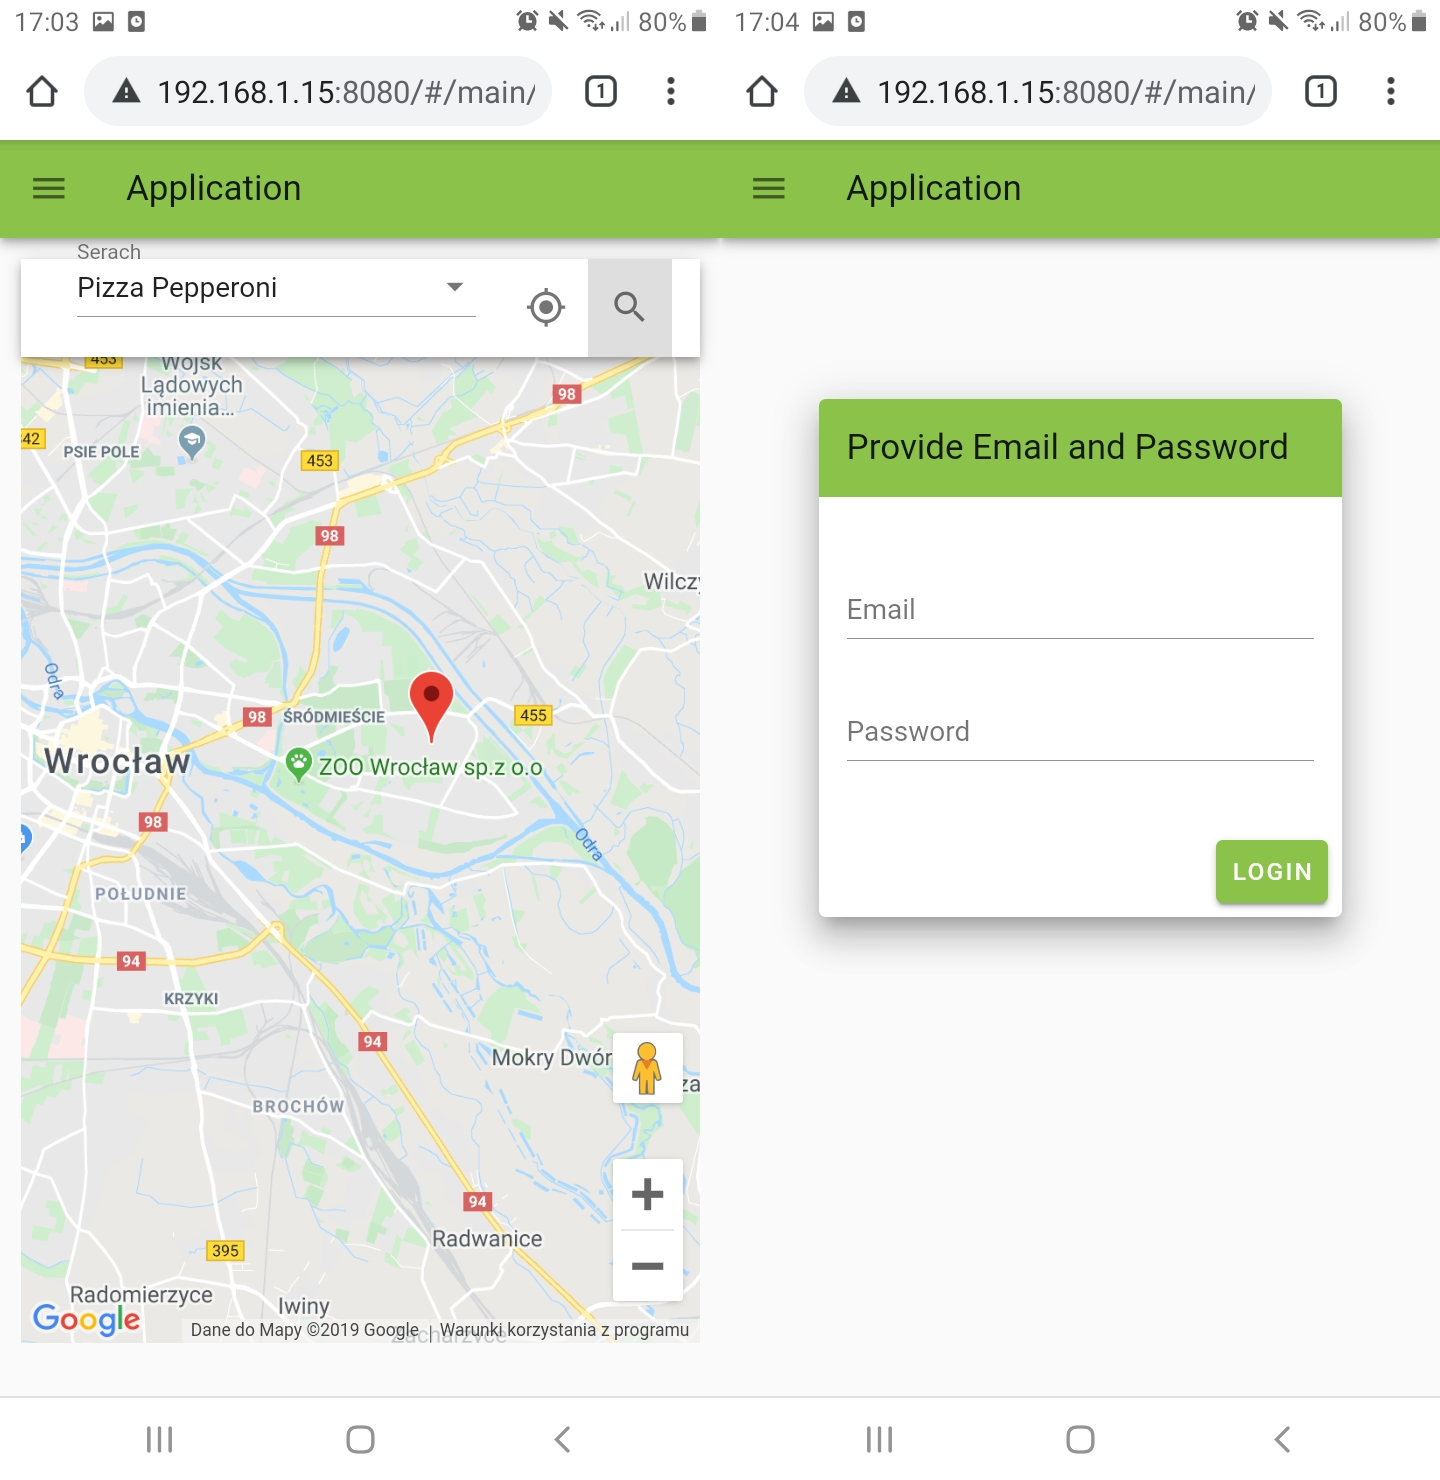 17:03
80%
192.168.1.15:8080/#/main/
1
Application
Serach
Pizza Pepperoni
453
Wojsk
Lądowych
imienia...
98
342
PSIE POLE
453
98
Wilczy
Odra
98
ŚRÓDMIEŚCIE
455
Wrocław
ZOO Wrocław sp.z o.o
98
Odra
POŁUDNIE
94
KRZYKI
94
Mokry Dwór
za
BROCHÓW
94
Radwanice
395
Radomierzyce
Iwiny
Zacharzyce
Google
Dane do Mapy ©2019 Google
Warunki korzystania z programu
17:04
80%
192.168.1.15:8080/#/main/
1
Application
Provide Email and Password
Email
Password
LOGIN